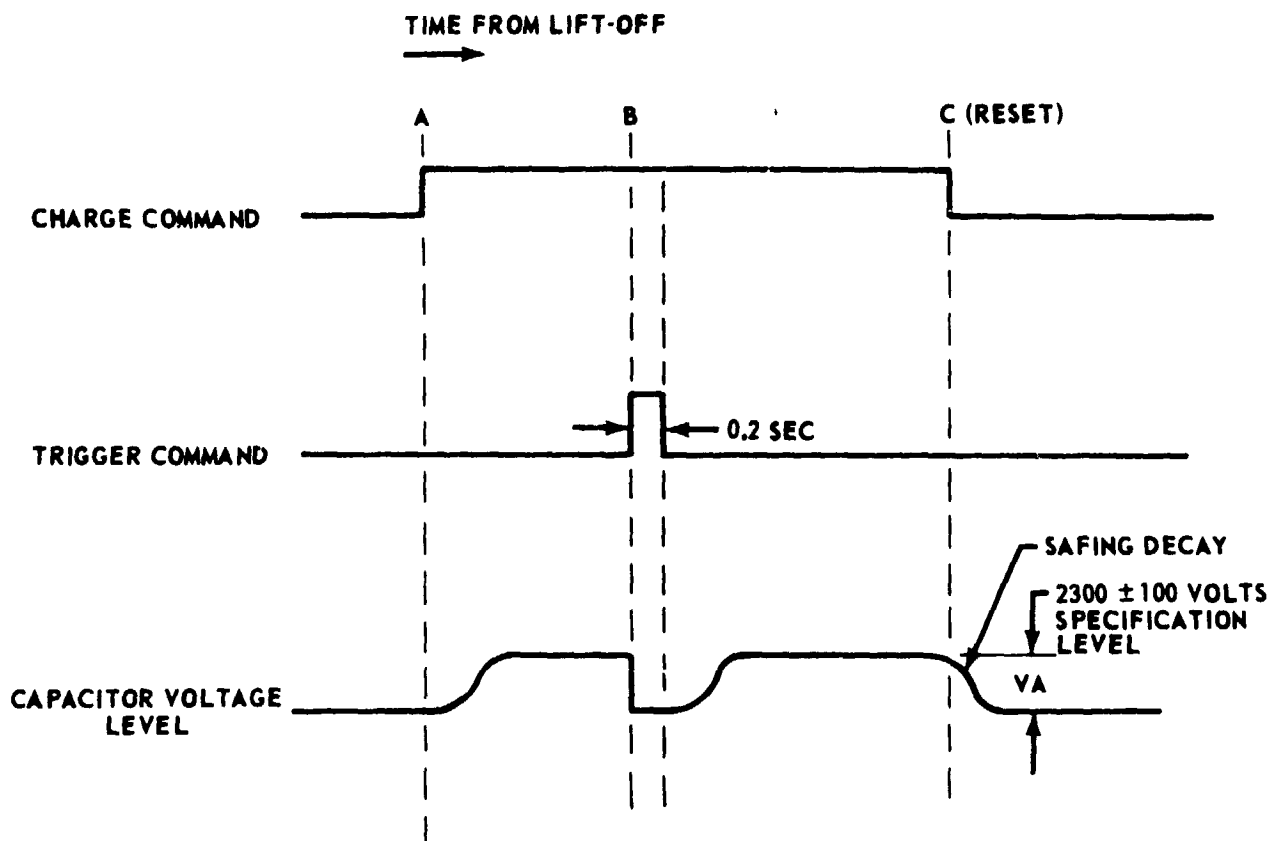 TIME FROM LIFT-OFF
A
B
C (RESET)
CHARGE COMMAND
TRIGGER COMMAND
0.2 SEC
SAFING DECAY
2300 ±100 VOLTS
SPECIFICATION
LEVEL
VA
CAPACITOR VOLTAGE
LEVEL